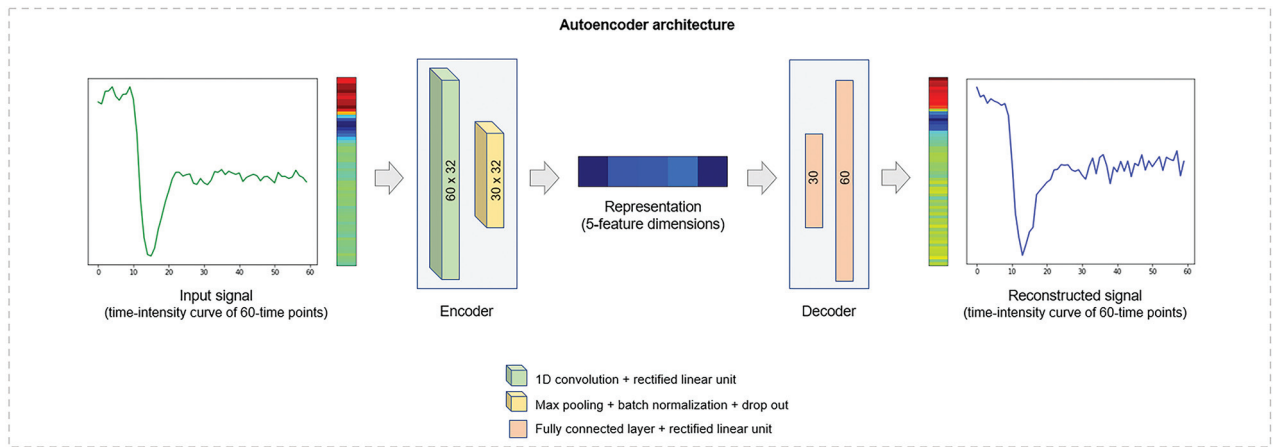 Autoencoder architecture
0 10 20 30 40 50 60
Input signal
(time-intensity curve of 60-time points)
60 x 32
30 x 32
Encoder
Representation
(5-feature dimensions)
30
60
Decoder
0 10 20 30 40 50 60
Reconstructed signal
(time-intensity curve of 60-time points)
1D convolution + rectified linear unit
Max pooling + batch normalization + drop out
Fully connected layer + rectified linear unit